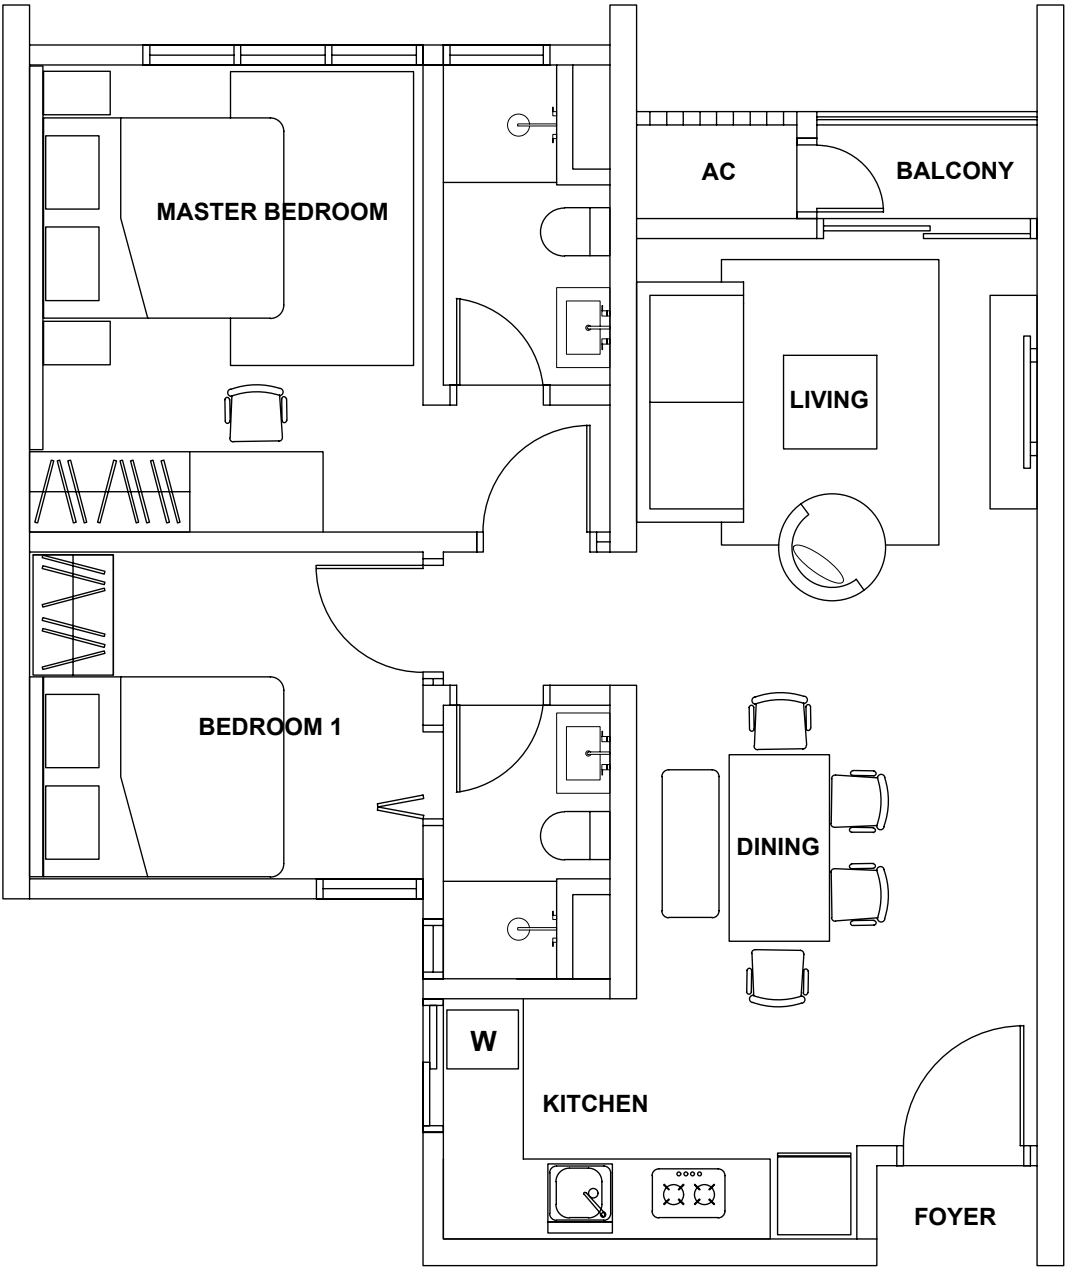 AC
BALCONY
MASTER BEDROOM
LIVING
BEDROOM 1
DINING
W
KITCHEN
FOYER